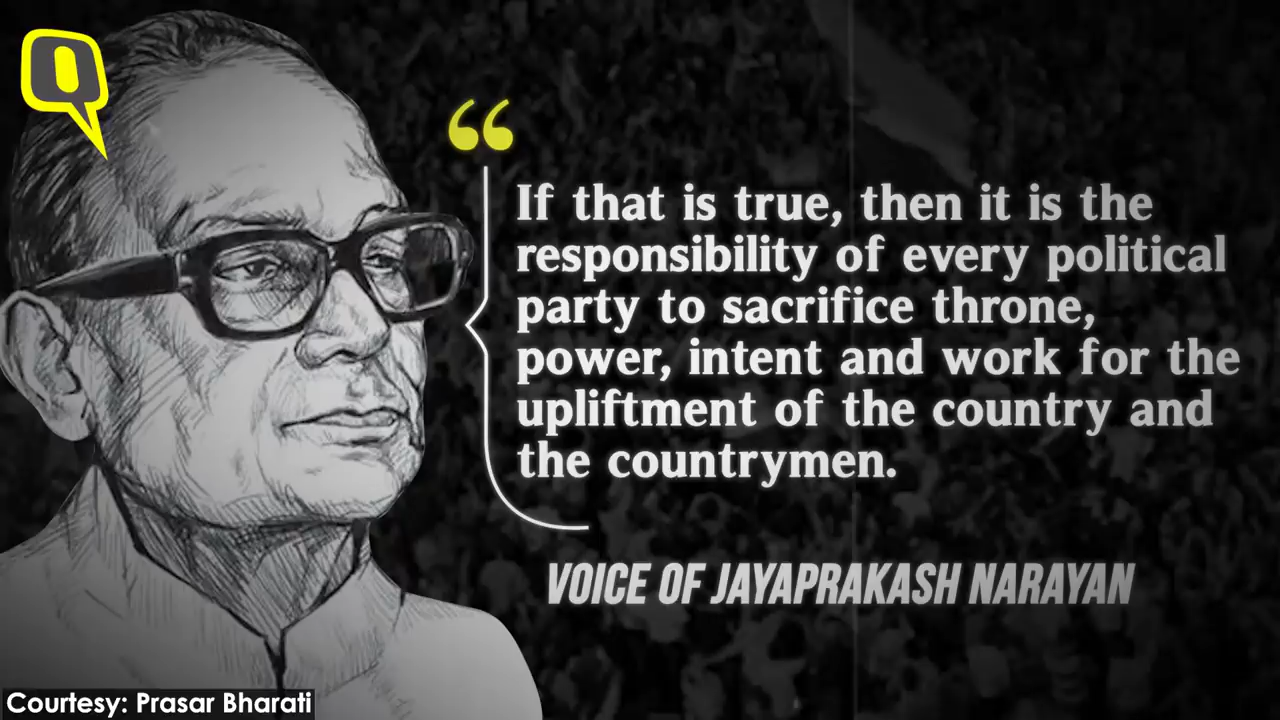 “
If that is true, then it is the
responsibility of every political
party to sacrifice throne,
power, intent and work for the
upliftment of the country and
the countrymen.
VOICE OF JAYAPRAKASH NARAYAN
Courtesy: Prasar Bharati